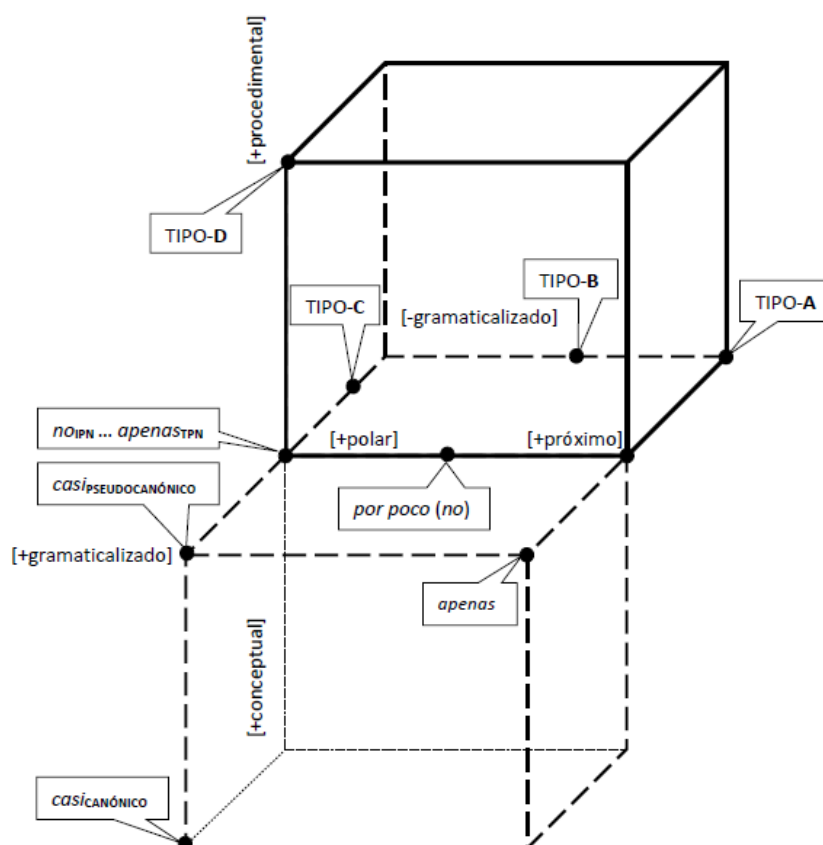 [+procedimental]
TIPO-D
TIPO-B
TIPO-C
[-gramaticalizado]
TIPO-A
noIPN ... apenasTPN
[+polar]
[+próximo]
casiPSEUDOCANÓNICO
por poco (no)
[+gramaticalizado]
apenas
[+conceptual]
casiCANÓNICO